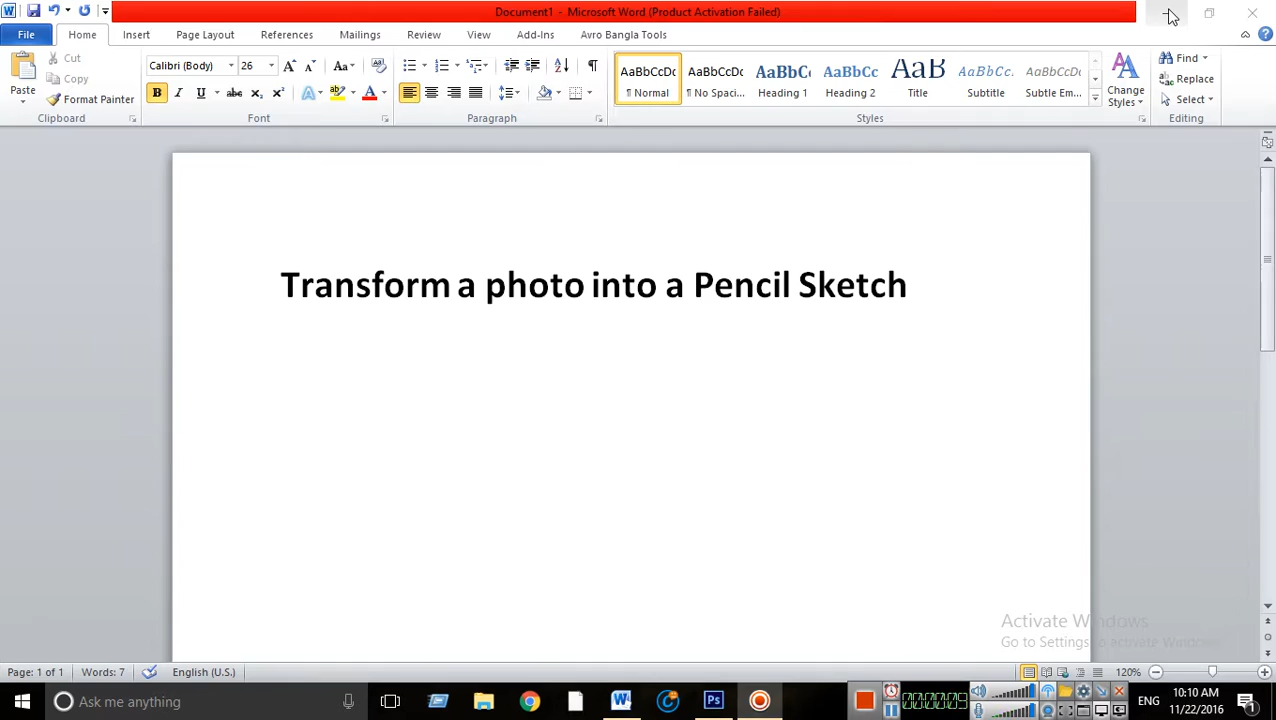 Document1 - Microsoft Word (Product Activation Failed)
File Home Insert Page Layout References Mailings Review View Add-Ins Avro Bangla Tools
Paste Cut Copy Format Painter
Calibri (Body) 26
AaBbCcDc AaBbCcDc AaBbCc AaBbCc AaB AaBbCc. AaBbCcDc
¶ Normal ¶ No Spaci... Heading 1 Heading 2 Title Subtitle Subtle Em...
Change Styles
Find
Replace
Select
Clipboard Font Paragraph Styles Editing
Transform a photo into a Pencil Sketch
Activate Windows
Go to Settings to activate Windows.
Page: 1 of 1 Words: 7 English (U.S.) 120%
Ask me anything
ENG
10:10 AM
11/22/2016